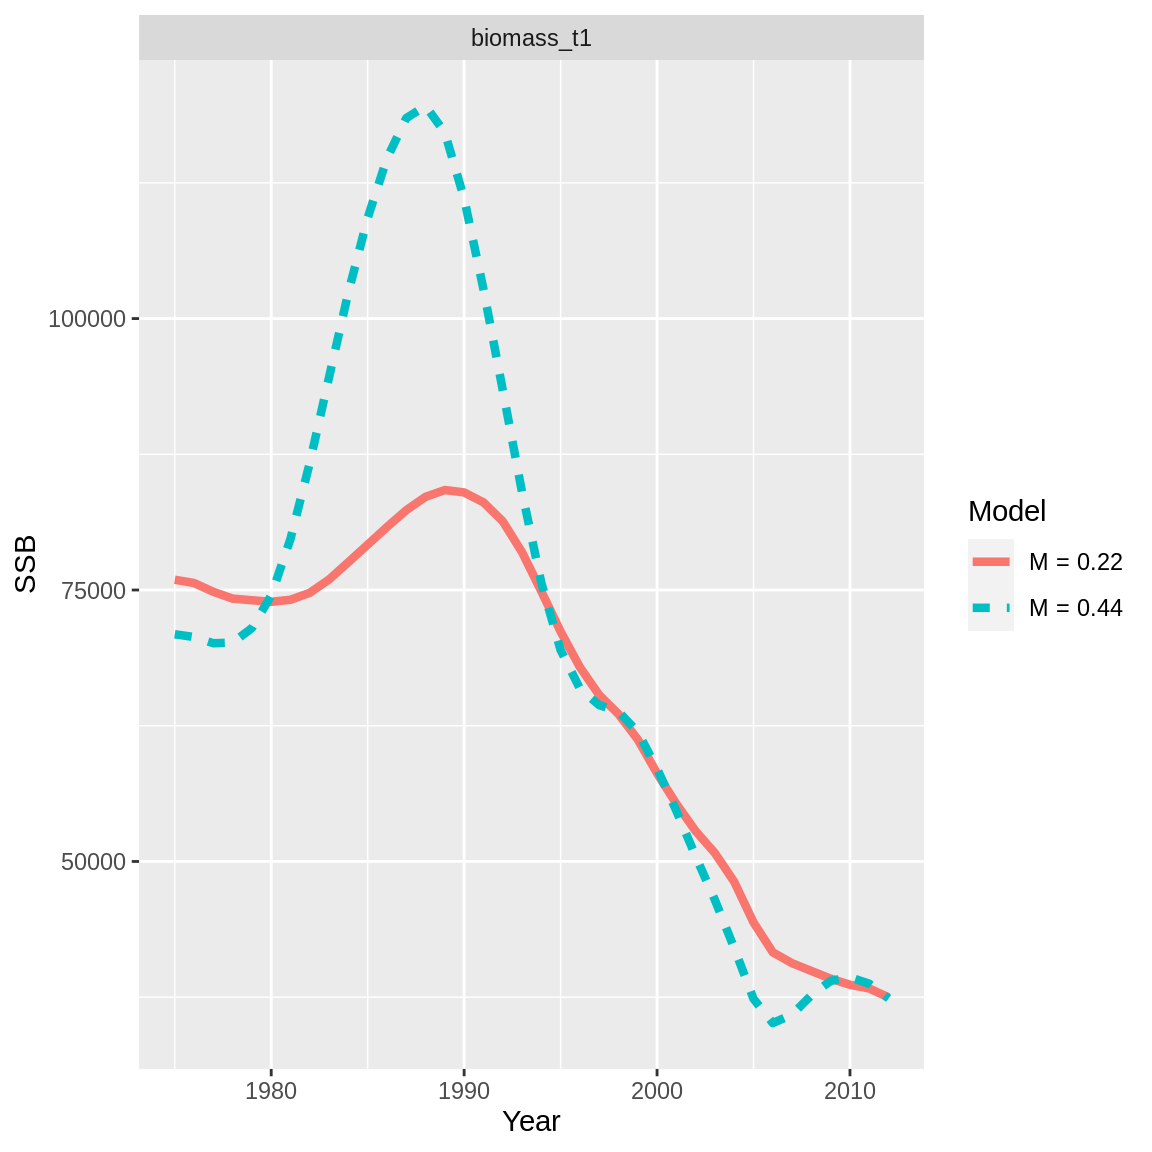 biomass_t1
100000
75000
50000
SSB
1980 1990 2000 2010
Year
Model
M = 0.22
M = 0.44